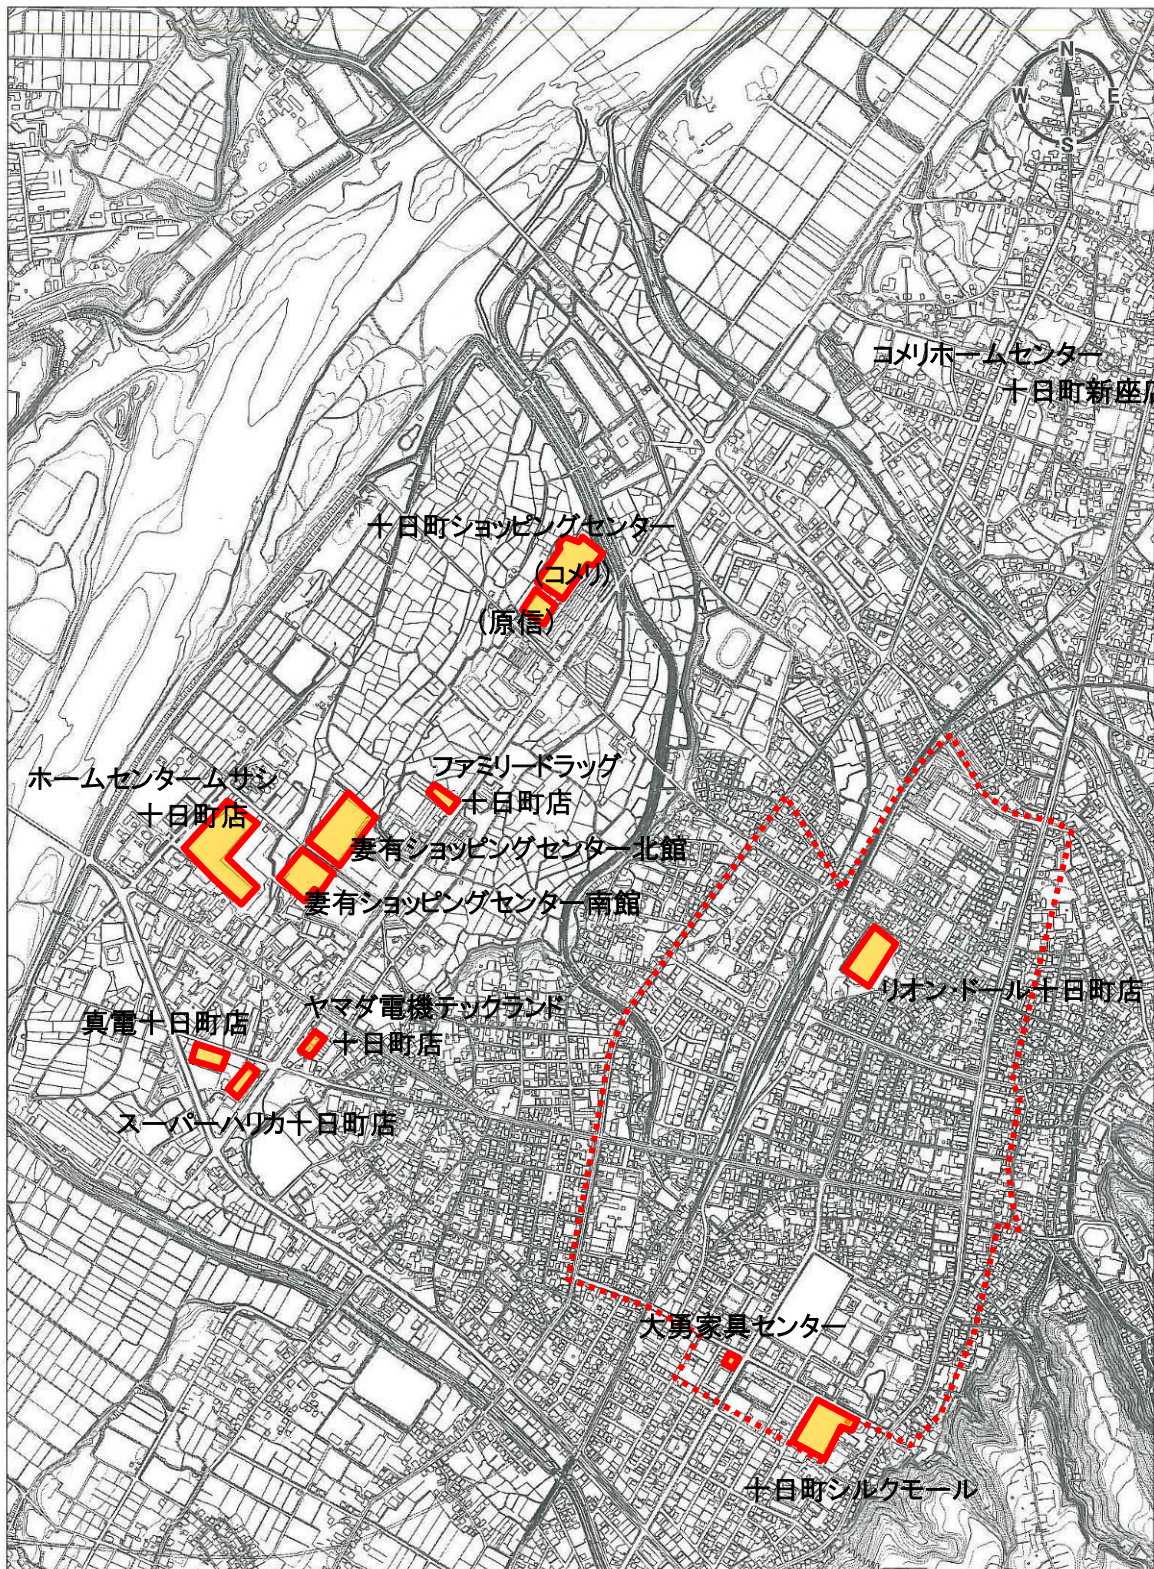 N
W E
S
コメリホームセンター
十日町新座店
十日町ショッピングセンター
(コメリ)
(原信)
ファミリードラッグ
十日町店
ホームセンタームサシ
十日町店
妻有ショッピングセンター北館
妻有ショッピングセンター南館
リオン・ドール十日町店
ヤマダ電機テックランド
十日町店
真電十日町店
スーパーハリカ十日町店
大勇家具センター
十日町シルクモール